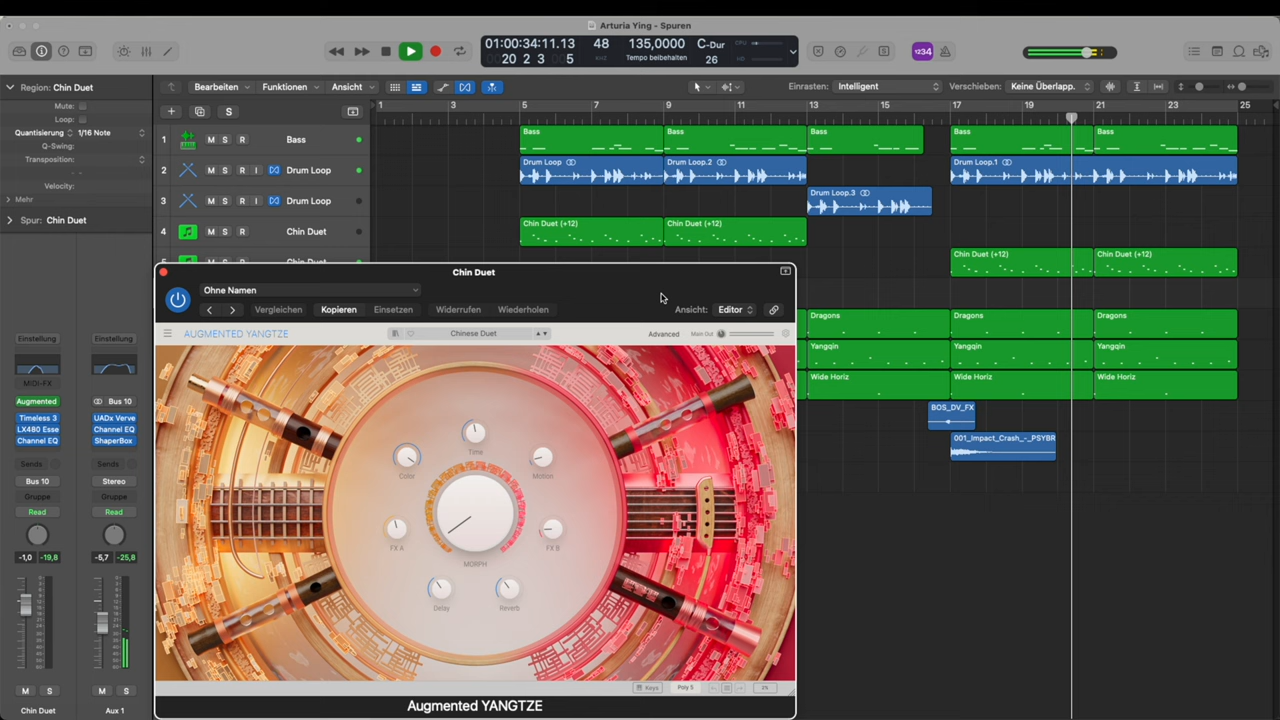 Arturia Ying - Spuren
01:00:34:11.13
20 2 3 5
48
KHZ
135,0000
Tempo beibehalten
C-Dur
26
CPU
HD
1234
Region: Chin Duet
Mute:
Loop:
Quantisierung 1/16 Note
Q-Swing:
Transposition:
Velocity:
Mehr
Spur: Chin Duet
Bearbeiten
Funktionen
Ansicht
Einrasten: Intelligent
Verschieben: Keine Überlapp.
S
1 3 5 7 9 11 13 15 17 19 21 23 25
1 M S R Bass
Bass Bass Bass Bass Bass
2 M S R I Drum Loop
Drum Loop Drum Loop.2 Drum Loop.1
3 M S R I Drum Loop
Drum Loop.3
4 M S R Chin Duet
Chin Duet (+12) Chin Duet (+12)
Chin Duet (+12) Chin Duet (+12)
Dragons Dragons Dragons
Yangqin Yangqin Yangqin
Wide Horiz Wide Horiz Wide Horiz
BOS_DV_FX
001_Impact_Crash_-_PSYBR
Chin Duet
Ohne Namen
Vergleichen Kopieren Einsetzen Widerrufen Wiederholen
Ansicht: Editor
AUGMENTED YANGTZE
Chinese Duet
Advanced
Main Out
Time
Color
Motion
FX A
FX B
MORPH
Delay
Reverb
Keys
Poly 5
Augmented YANGTZE
Einstellung Einstellung
MIDI-FX
Augmented Bus 10
Timeless 3 UADx Verve
LX480 Esse Channel EQ
Channel EQ ShaperBox
Sends Sends
Bus 10 Stereo
Gruppe Gruppe
Read Read
-1,0 -19,8 -5,7 -25,8
M S M S
Chin Duet Aux 1